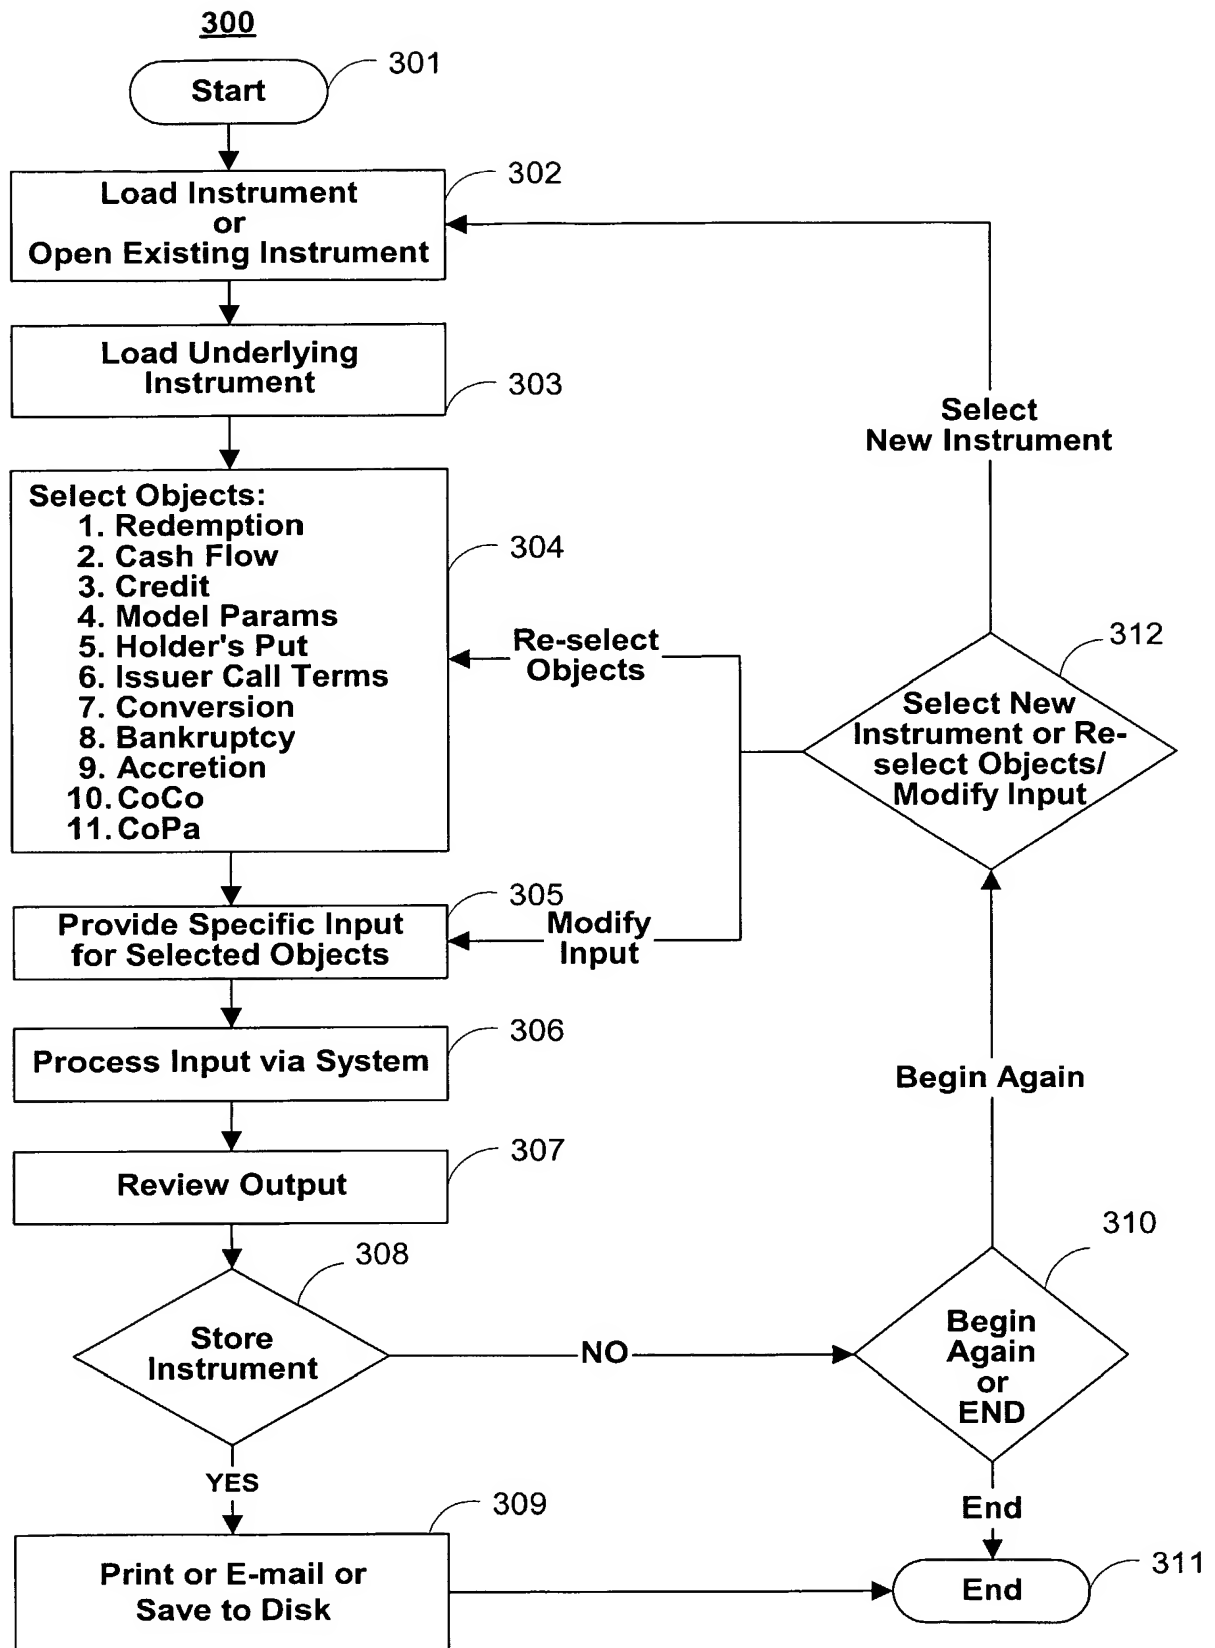 300
301
Start
302
Load Instrument
or
Open Existing Instrument
Load Underlying
Instrument
303
Select
New Instrument
Select Objects:
1. Redemption
2. Cash Flow
3. Credit
4. Model Params
5. Holder's Put
6. Issuer Call Terms
7. Conversion
8. Bankruptcy
9. Accretion
10. CoCo
11. CoPa
304
Re-select
Objects
312
Select New
Instrument or Re-
select Objects/
Modify Input
305
Provide Specific Input
for Selected Objects
Modify
Input
306
Process Input via System
Begin Again
307
Review Output
308
Store
Instrument
NO
310
Begin
Again
or
END
YES
End
309
Print or E-mail or
Save to Disk
End
311